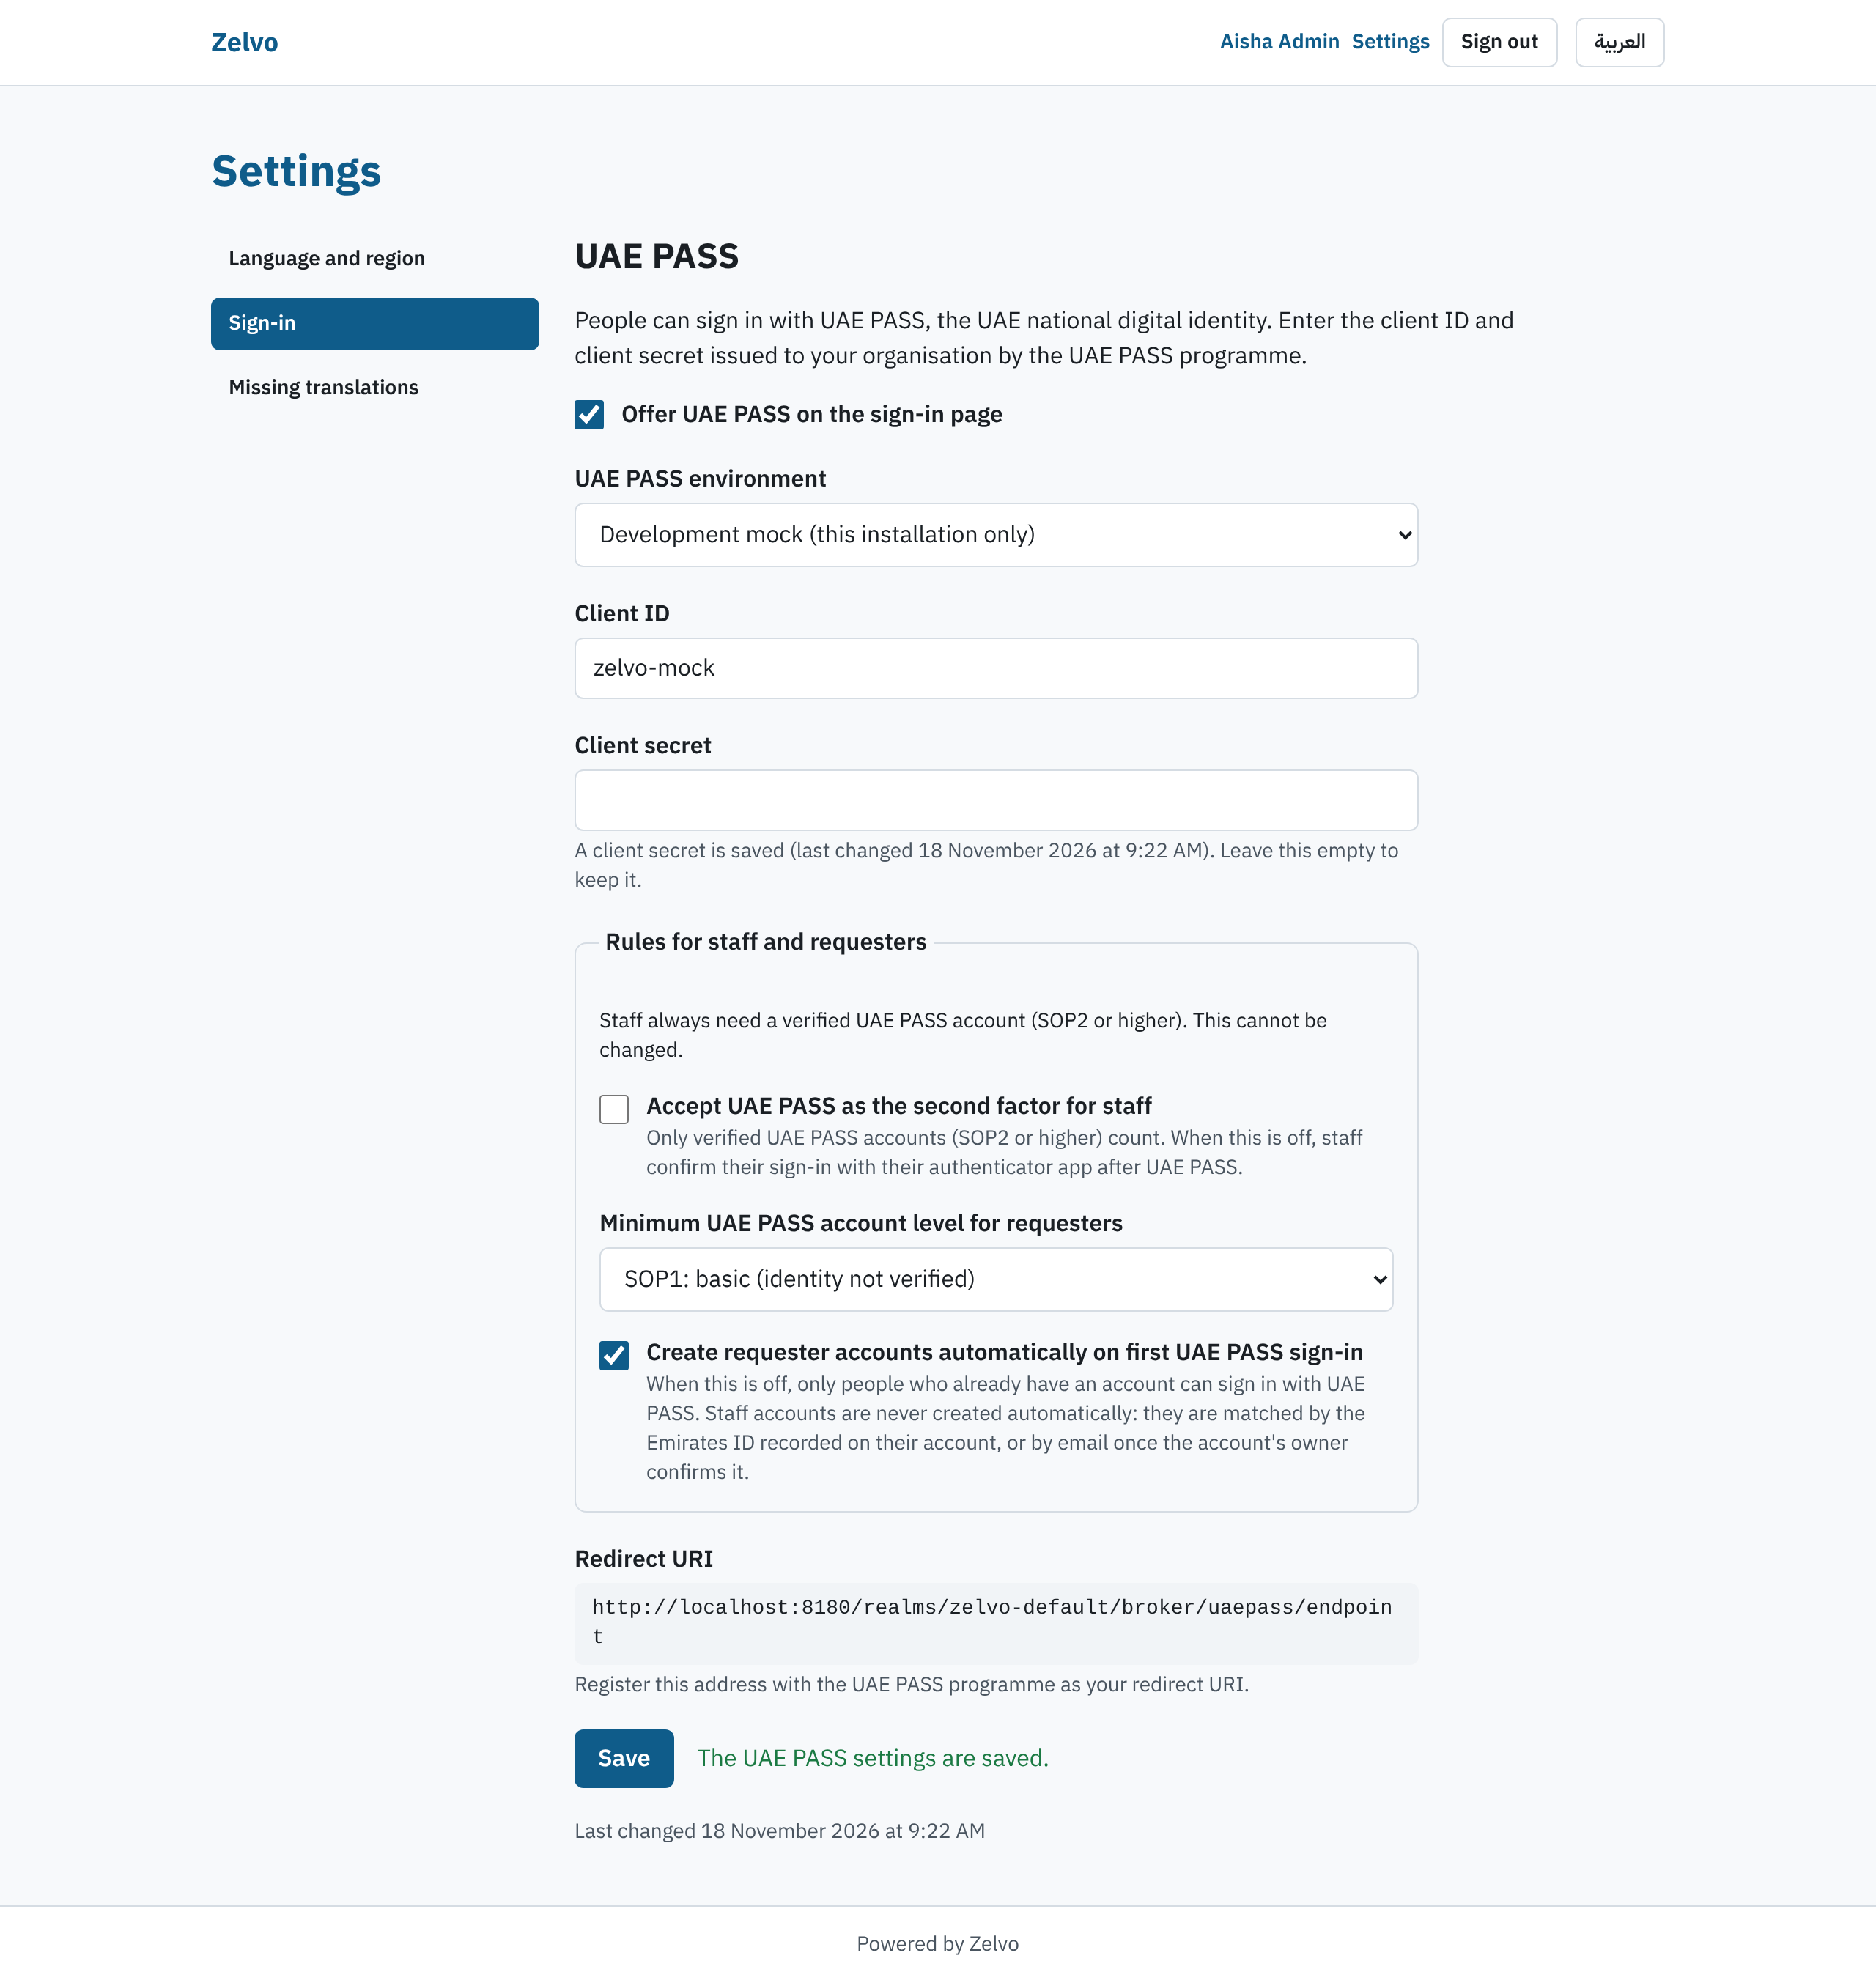 Zelvo
Aisha Admin Settings Sign out العربية
Settings
Language and region
Sign-in
Missing translations
UAE PASS
People can sign in with UAE PASS, the UAE national digital identity. Enter the client ID and
client secret issued to your organisation by the UAE PASS programme.
Offer UAE PASS on the sign-in page
UAE PASS environment
Development mock (this installation only)
Client ID
zelvo-mock
Client secret
A client secret is saved (last changed 18 November 2026 at 9:22 AM). Leave this empty to
keep it.
Rules for staff and requesters
Staff always need a verified UAE PASS account (SOP2 or higher). This cannot be
changed.
Accept UAE PASS as the second factor for staff
Only verified UAE PASS accounts (SOP2 or higher) count. When this is off, staff
confirm their sign-in with their authenticator app after UAE PASS.
Minimum UAE PASS account level for requesters
SOP1: basic (identity not verified)
Create requester accounts automatically on first UAE PASS sign-in
When this is off, only people who already have an account can sign in with UAE
PASS. Staff accounts are never created automatically: they are matched by the
Emirates ID recorded on their account, or by email once the account's owner
confirms it.
Redirect URI
http://localhost:8180/realms/zelvo-default/broker/uaepass/endpoin
t
Register this address with the UAE PASS programme as your redirect URI.
Save The UAE PASS settings are saved.
Last changed 18 November 2026 at 9:22 AM
Powered by Zelvo